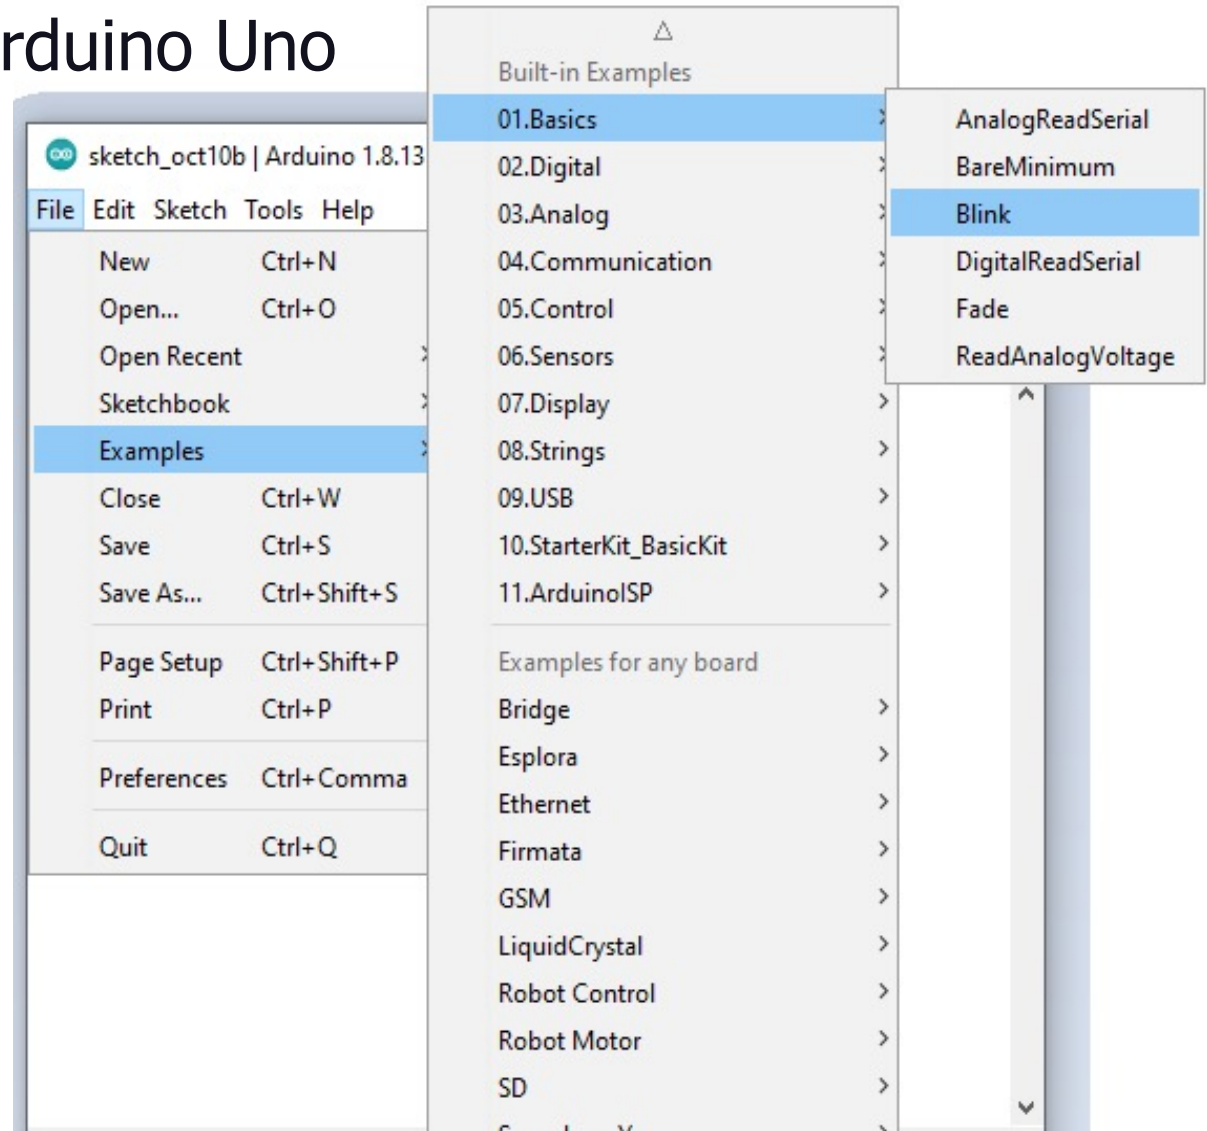 rduino Uno
sketch_oct10b | Arduino 1.8.13
File Edit Sketch Tools Help
New Ctrl+N
Open... Ctrl+O
Open Recent
Sketchbook
Examples
Close Ctrl+W
Save Ctrl+S
Save As... Ctrl+Shift+S
Page Setup Ctrl+Shift+P
Print Ctrl+P
Preferences Ctrl+Comma
Quit Ctrl+Q
Built-in Examples
01.Basics
02.Digital
03.Analog
04.Communication
05.Control
06.Sensors
07.Display
08.Strings
09.USB
10.StarterKit_BasicKit
11.ArduinoISP
Examples for any board
Bridge
Esplora
Ethernet
Firmata
GSM
LiquidCrystal
Robot Control
Robot Motor
SD
AnalogReadSerial
BareMinimum
Blink
DigitalReadSerial
Fade
ReadAnalogVoltage